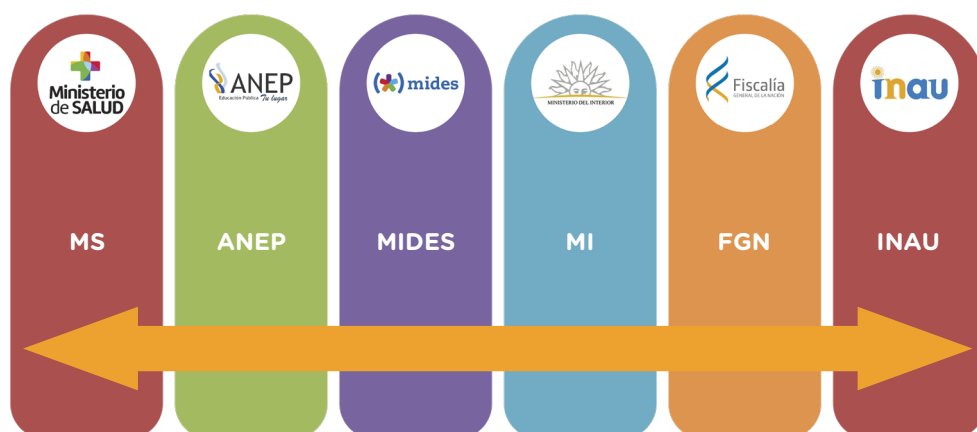 Ministerio
de SALUD
ANEP
Educación Pública Tu lugar
mides
MINISTERIO DEL INTERIOR
Fiscalía
GENERAL DE LA NACIÓN
inau
MS
ANEP
MIDES
MI
FGN
INAU